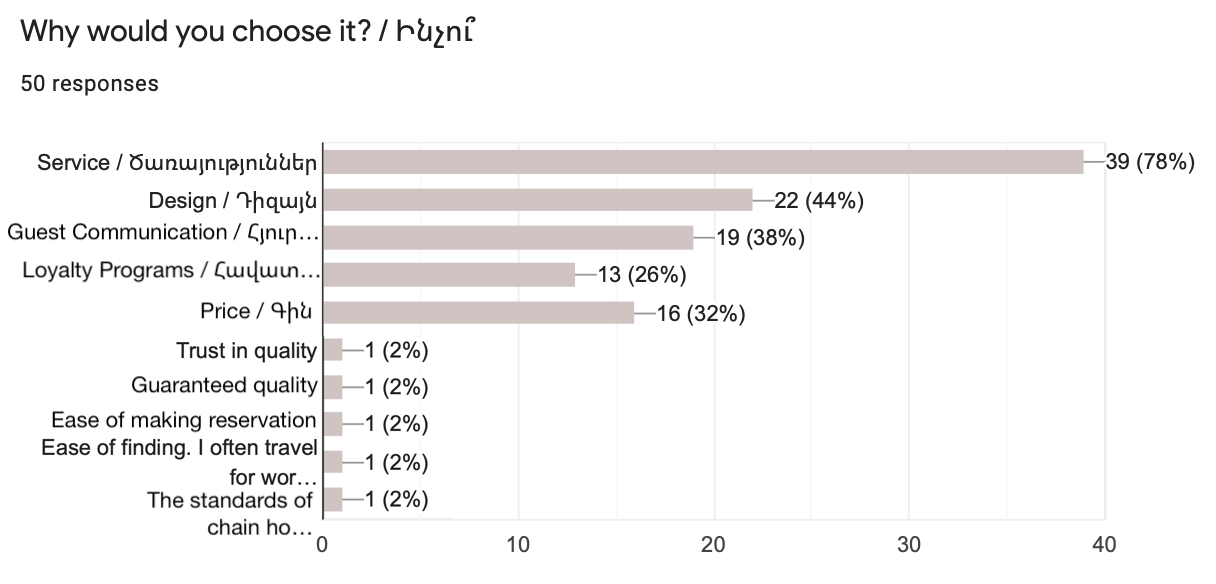 Why would you choose it? / Ինչու՞
50 responses
Service / Ծառայություններ
39 (78%)
Design / Դիզայն
22 (44%)
Guest Communication / Հյուր...
19 (38%)
Loyalty Programs / Հավատ...
13 (26%)
Price / Գին
16 (32%)
Trust in quality
1 (2%)
Guaranteed quality
1 (2%)
Ease of making reservation
1 (2%)
Ease of finding. I often travel
for wor...
1 (2%)
The standards of
chain ho...
1 (2%)
0 10 20 30 40